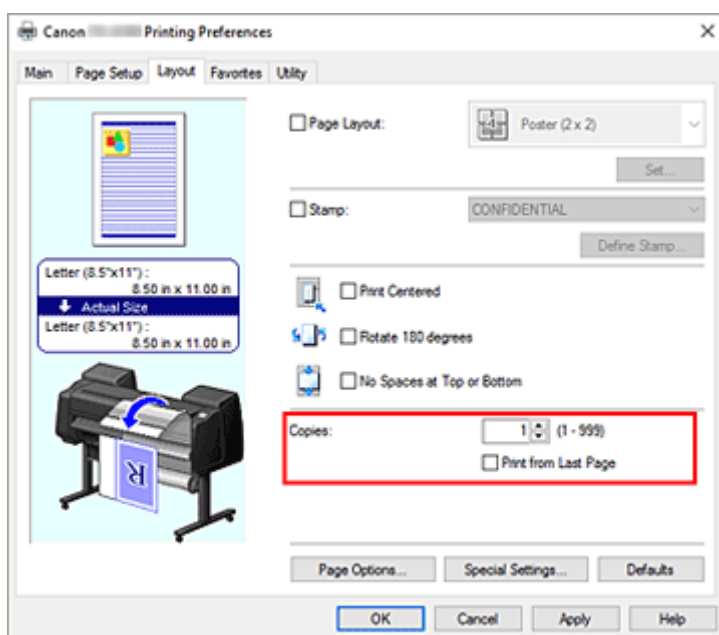 Canon Printing Preferences
Main Page Setup Layout Favorites Utility
Page Layout: Poster (2 x 2)
Set...
Stamp: CONFIDENTIAL
Define Stamp...
Letter (8.5"x11") :
8.50 in x 11.00 in
Actual Size
Letter (8.5"x11") :
8.50 in x 11.00 in
Print Centered
Rotate 180 degrees
No Spaces at Top or Bottom
Copies: 1 (1 - 999)
Print from Last Page
R
Page Options... Special Settings... Defaults
OK Cancel Apply Help